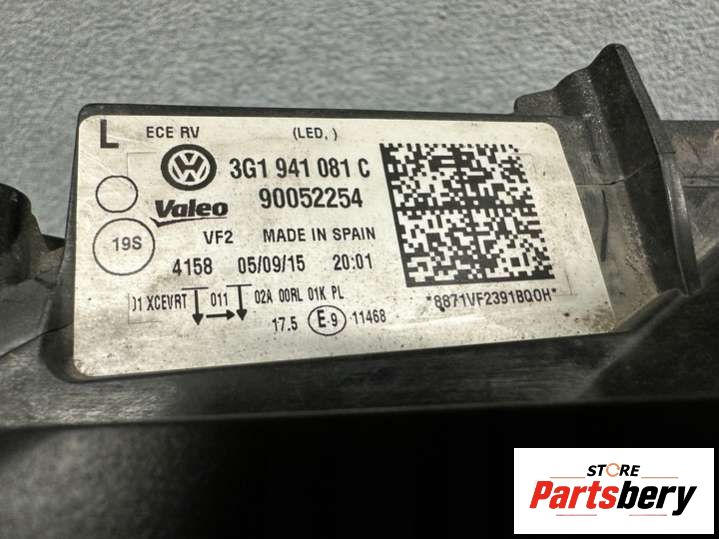 L ECE RV (LED, )
3G1 941 081 C
Valeo 90052254
19S VF2 MADE IN SPAIN
4158 05/09/15 20:01
01 XCEVRT 011 02A 00RL 01K PL
*8871VF2391BQOH*
17.5 E9 11468
STORE
Partsbery